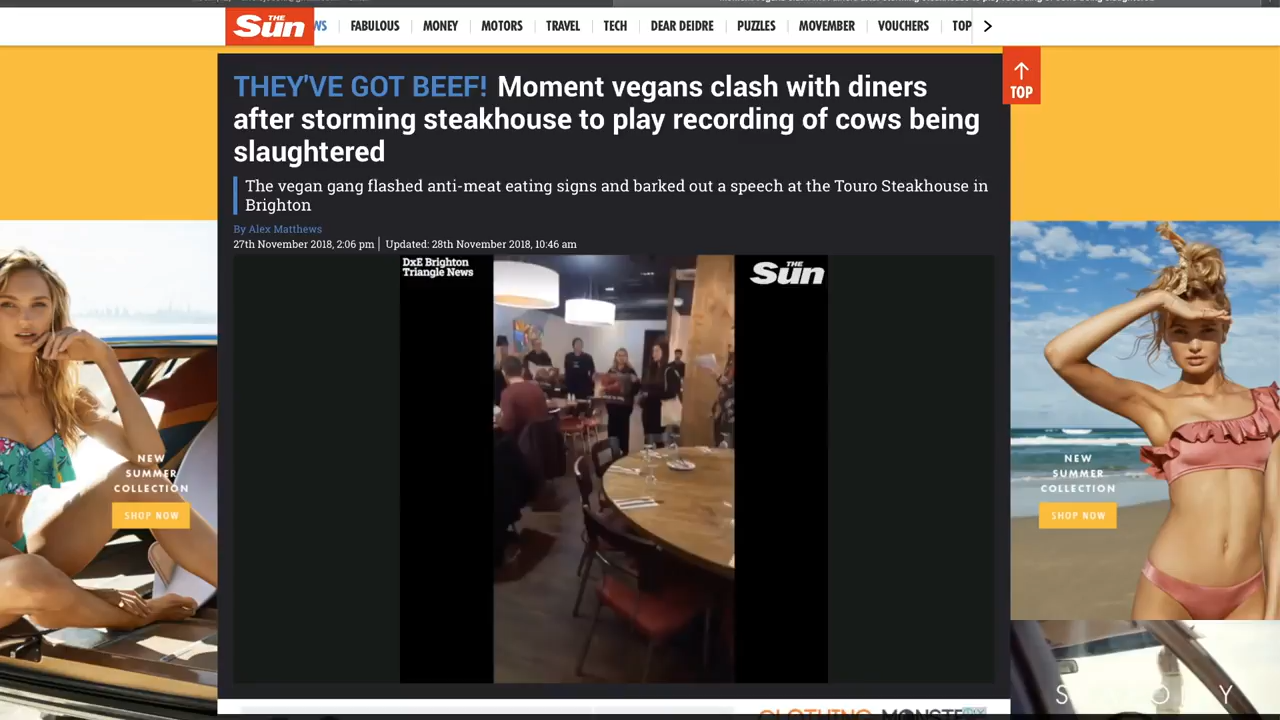 THE
Sun
WS
FABULOUS
MONEY
MOTORS
TRAVEL
TECH
DEAR DEIDRE
PUZZLES
MOVEMBER
VOUCHERS
TOP
TOP
THEY'VE GOT BEEF! Moment vegans clash with diners
after storming steakhouse to play recording of cows being
slaughtered
The vegan gang flashed anti-meat eating signs and barked out a speech at the Touro Steakhouse in
Brighton
By Alex Matthews
27th November 2018, 2:06 pm | Updated: 28th November 2018, 10:46 am
DxE Brighton
Triangle News
THE
Sun
NEW
SUMMER
COLLECTION
SHOP NOW
NEW
SUMMER
COLLECTION
SHOP NOW